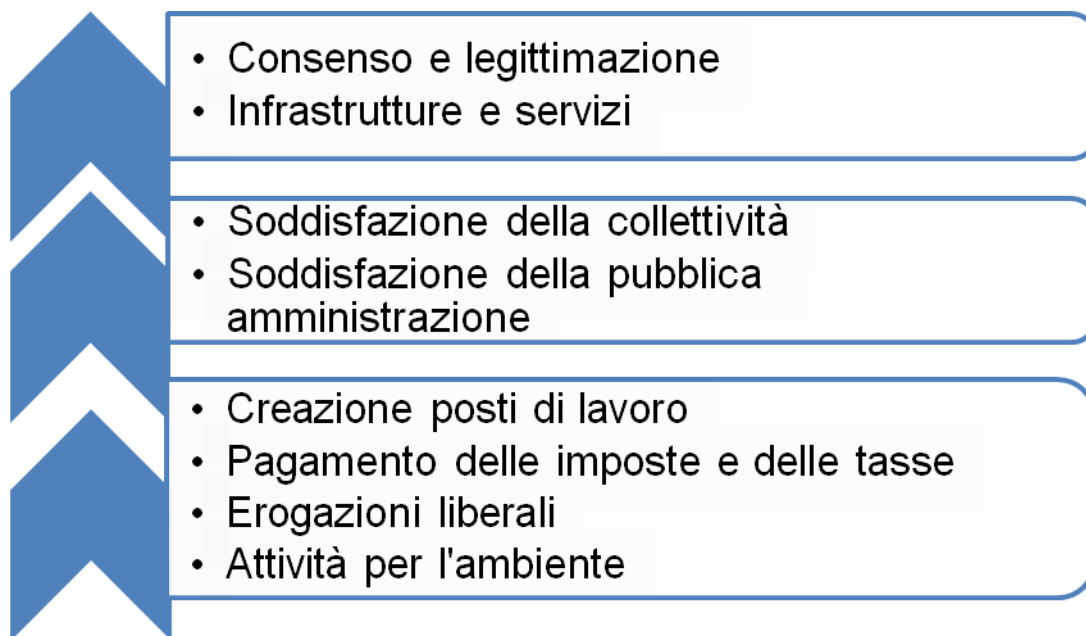 • Consenso e legittimazione
• Infrastrutture e servizi
• Soddisfazione della collettività
• Soddisfazione della pubblica
amministrazione
• Creazione posti di lavoro
• Pagamento delle imposte e delle tasse
• Erogazioni liberali
• Attività per l'ambiente